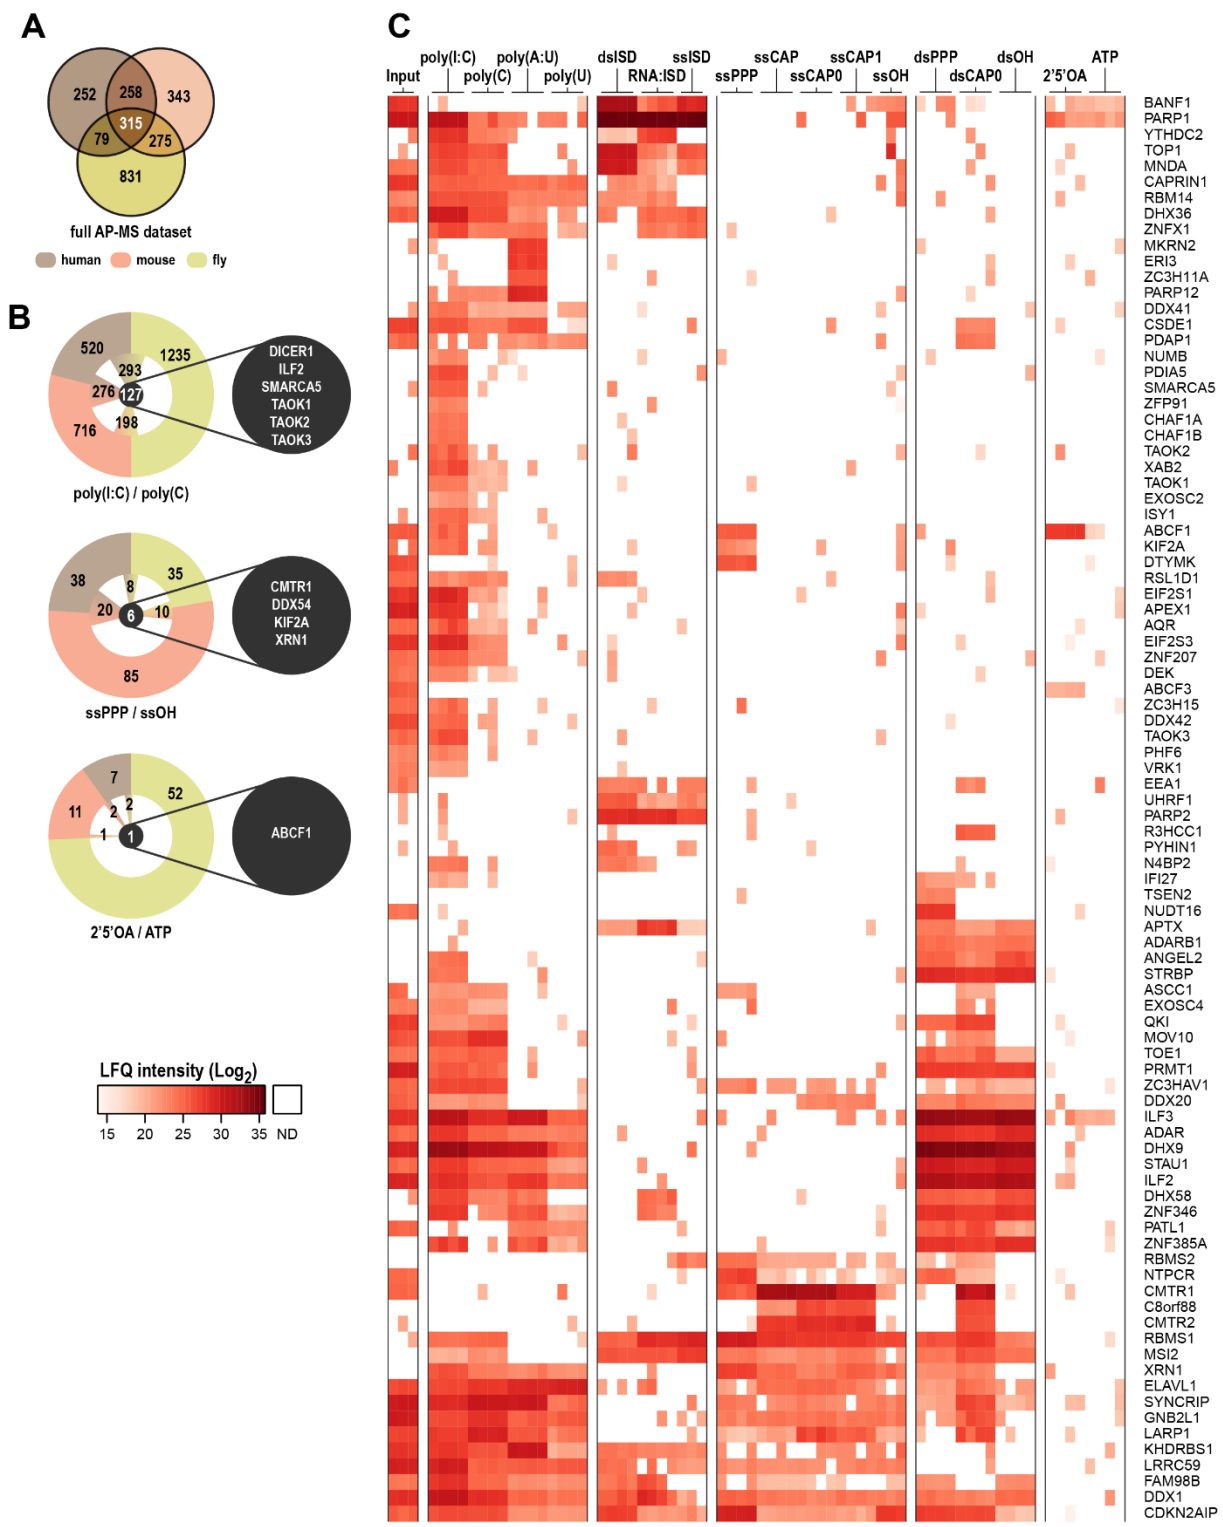 A
252
258
343
315
79
275
831
full AP-MS dataset
human
mouse
fly
B
520
1235
293
276
127
716
198
DICER1
ILF2
SMARCA5
TAOK1
TAOK2
TAOK3
poly(I:C) / poly(C)
38
35
8
20
6
10
85
CMTR1
DDX54
KIF2A
XRN1
ssPPP / ssOH
7
52
11
2
2
1
1
ABCF1
2'5'OA / ATP
LFQ intensity (Log2)
15 20 25 30 35 ND
C
poly(I:C) poly(A:U) dsISD ssISD ssCAP ssCAP1 dsPPP dsOH ATP
Input poly(C) poly(U) RNA:ISD ssPPP ssCAP0 ssOH dsCAP0 2'5'OA
BANF1
PARP1
YTHDC2
TOP1
MNDA
CAPRIN1
RBM14
DHX36
ZNFX1
MKRN2
ERI3
ZC3H11A
PARP12
DDX41
CSDE1
PDAP1
NUMB
PDIA5
SMARCA5
ZFP91
CHAF1A
CHAF1B
TAOK2
XAB2
TAOK1
EXOSC2
ISY1
ABCF1
KIF2A
DTYMK
RSL1D1
EIF2S1
APEX1
AQR
EIF2S3
ZNF207
DEK
ABCF3
ZC3H15
DDX42
TAOK3
PHF6
VRK1
EEA1
UHRF1
PARP2
R3HCC1
PYHIN1
N4BP2
IFI27
TSEN2
NUDT16
APTX
ADARB1
ANGEL2
STRBP
ASCC1
EXOSC4
QKI
MOV10
TOE1
PRMT1
ZC3HAV1
DDX20
ILF3
ADAR
DHX9
STAU1
ILF2
DHX58
ZNF346
PATL1
ZNF385A
RBMS2
NTPCR
CMTR1
C8orf88
CMTR2
RBMS1
MSI2
XRN1
ELAVL1
SYNCRIP
GNB2L1
LARP1
KHDRBS1
LRRC59
FAM98B
DDX1
CDKN2AIP